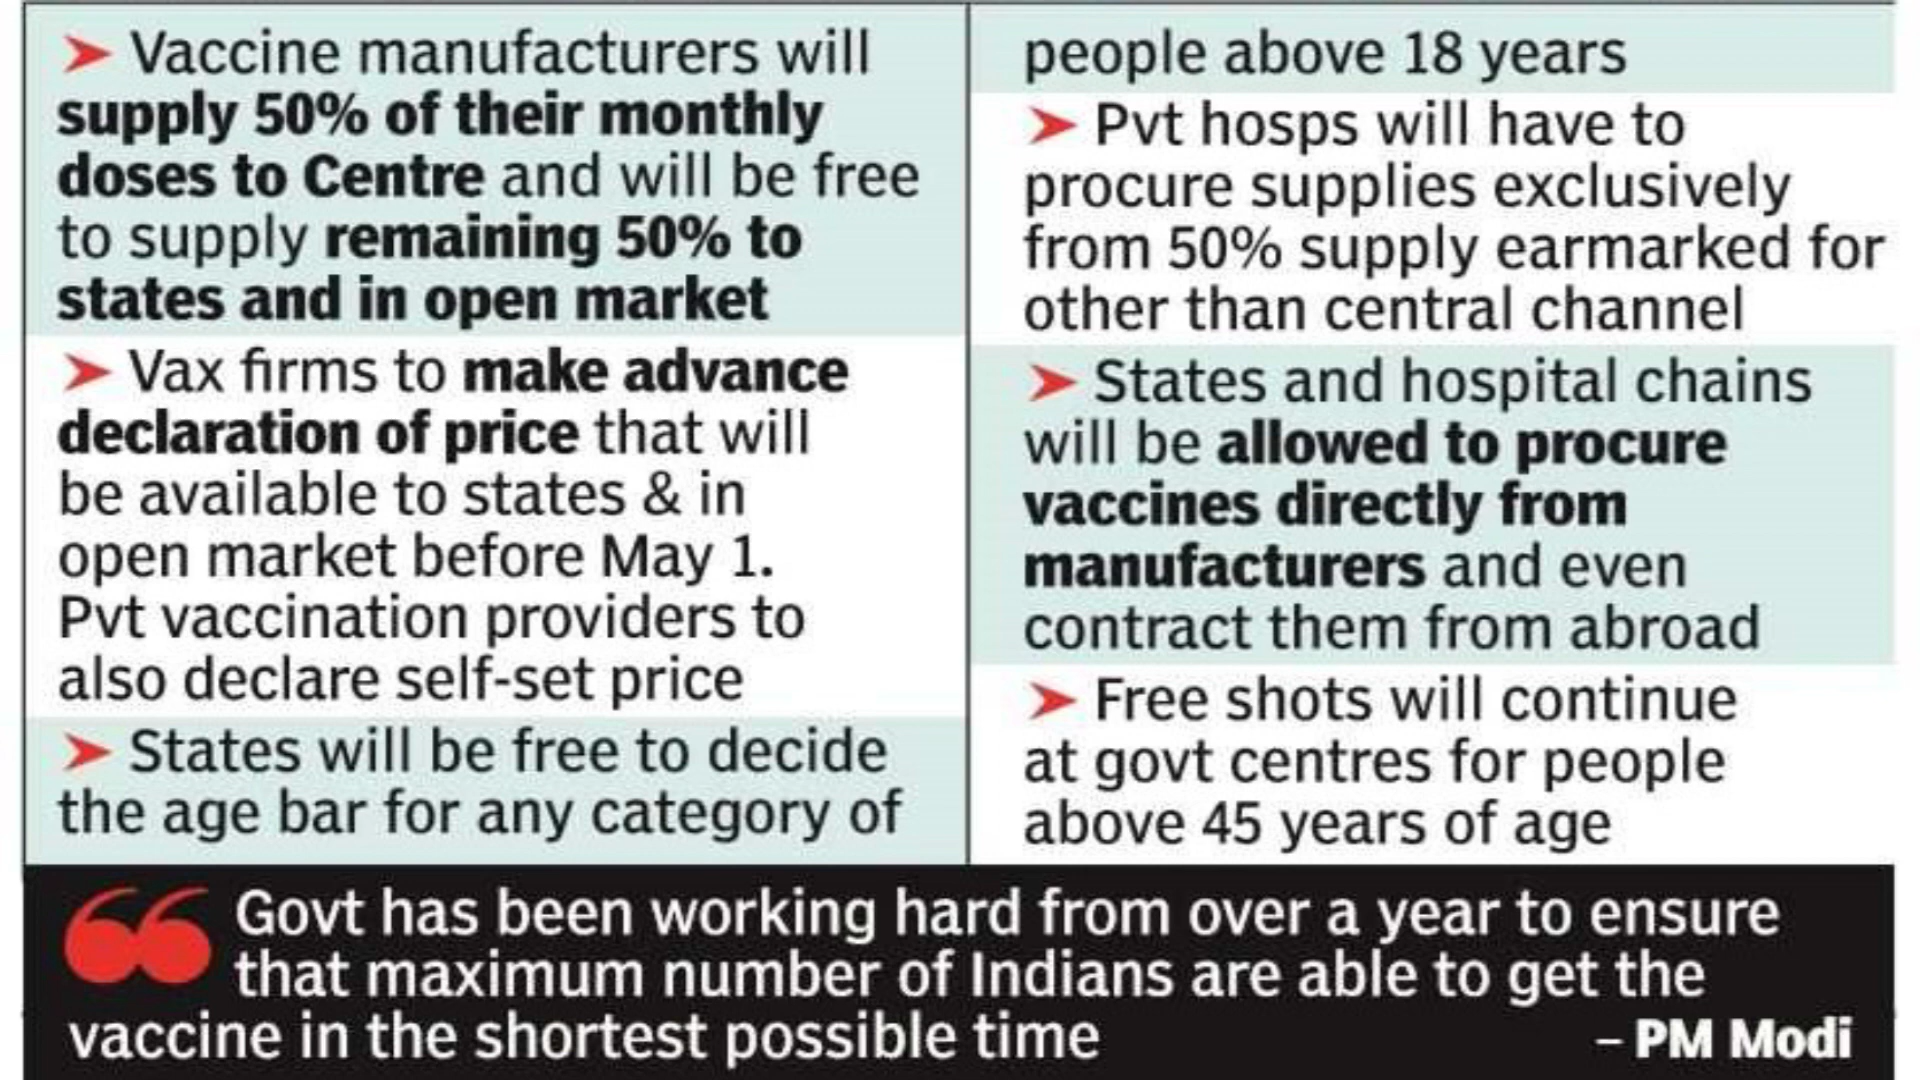 ➤ Vaccine manufacturers will
supply 50% of their monthly
doses to Centre and will be free
to supply remaining 50% to
states and in open market
➤ Vax firms to make advance
declaration of price that will
be available to states & in
open market before May 1.
Pvt vaccination providers to
also declare self-set price
➤ States will be free to decide
the age bar for any category of
people above 18 years
➤ Pvt hosps will have to
procure supplies exclusively
from 50% supply earmarked for
other than central channel
➤ States and hospital chains
will be allowed to procure
vaccines directly from
manufacturers and even
contract them from abroad
➤ Free shots will continue
at govt centres for people
above 45 years of age
“Govt has been working hard from over a year to ensure
that maximum number of Indians are able to get the
vaccine in the shortest possible time
– PM Modi